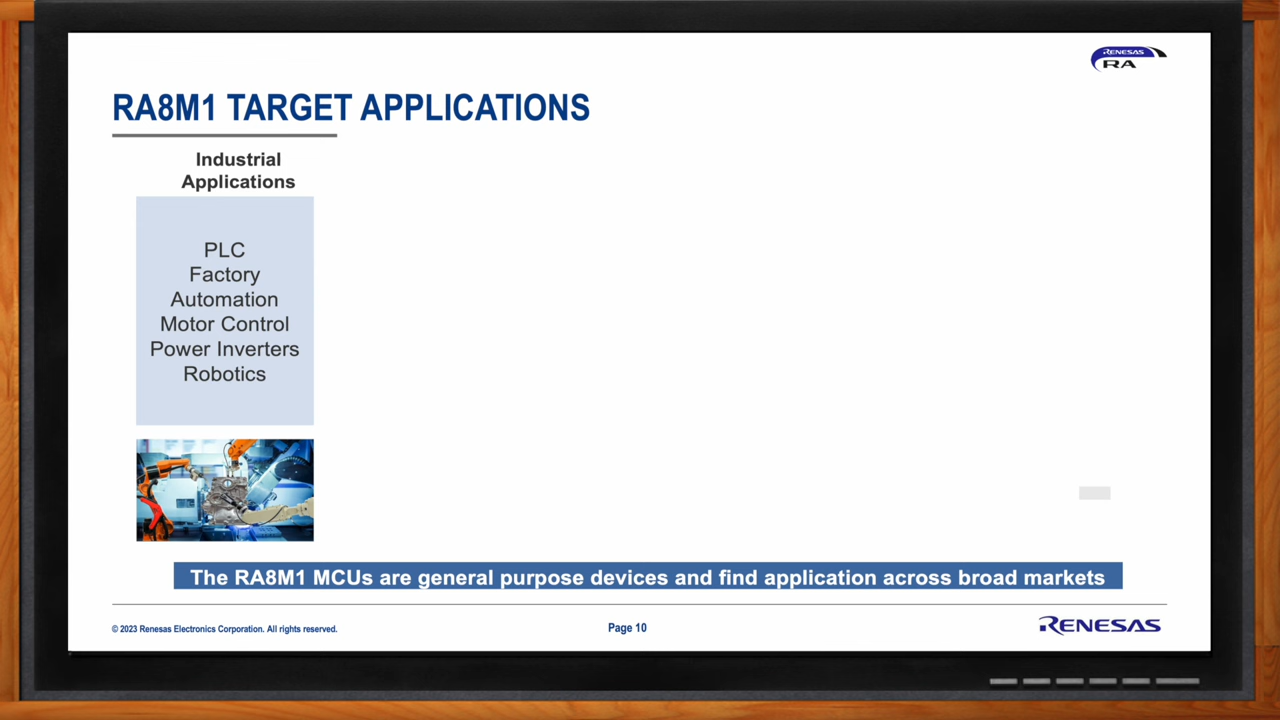 RENESAS
RA
RA8M1 TARGET APPLICATIONS
Industrial
Applications
PLC
Factory
Automation
Motor Control
Power Inverters
Robotics
The RA8M1 MCUs are general purpose devices and find application across broad markets
© 2023 Renesas Electronics Corporation. All rights reserved.
Page 10
RENESAS